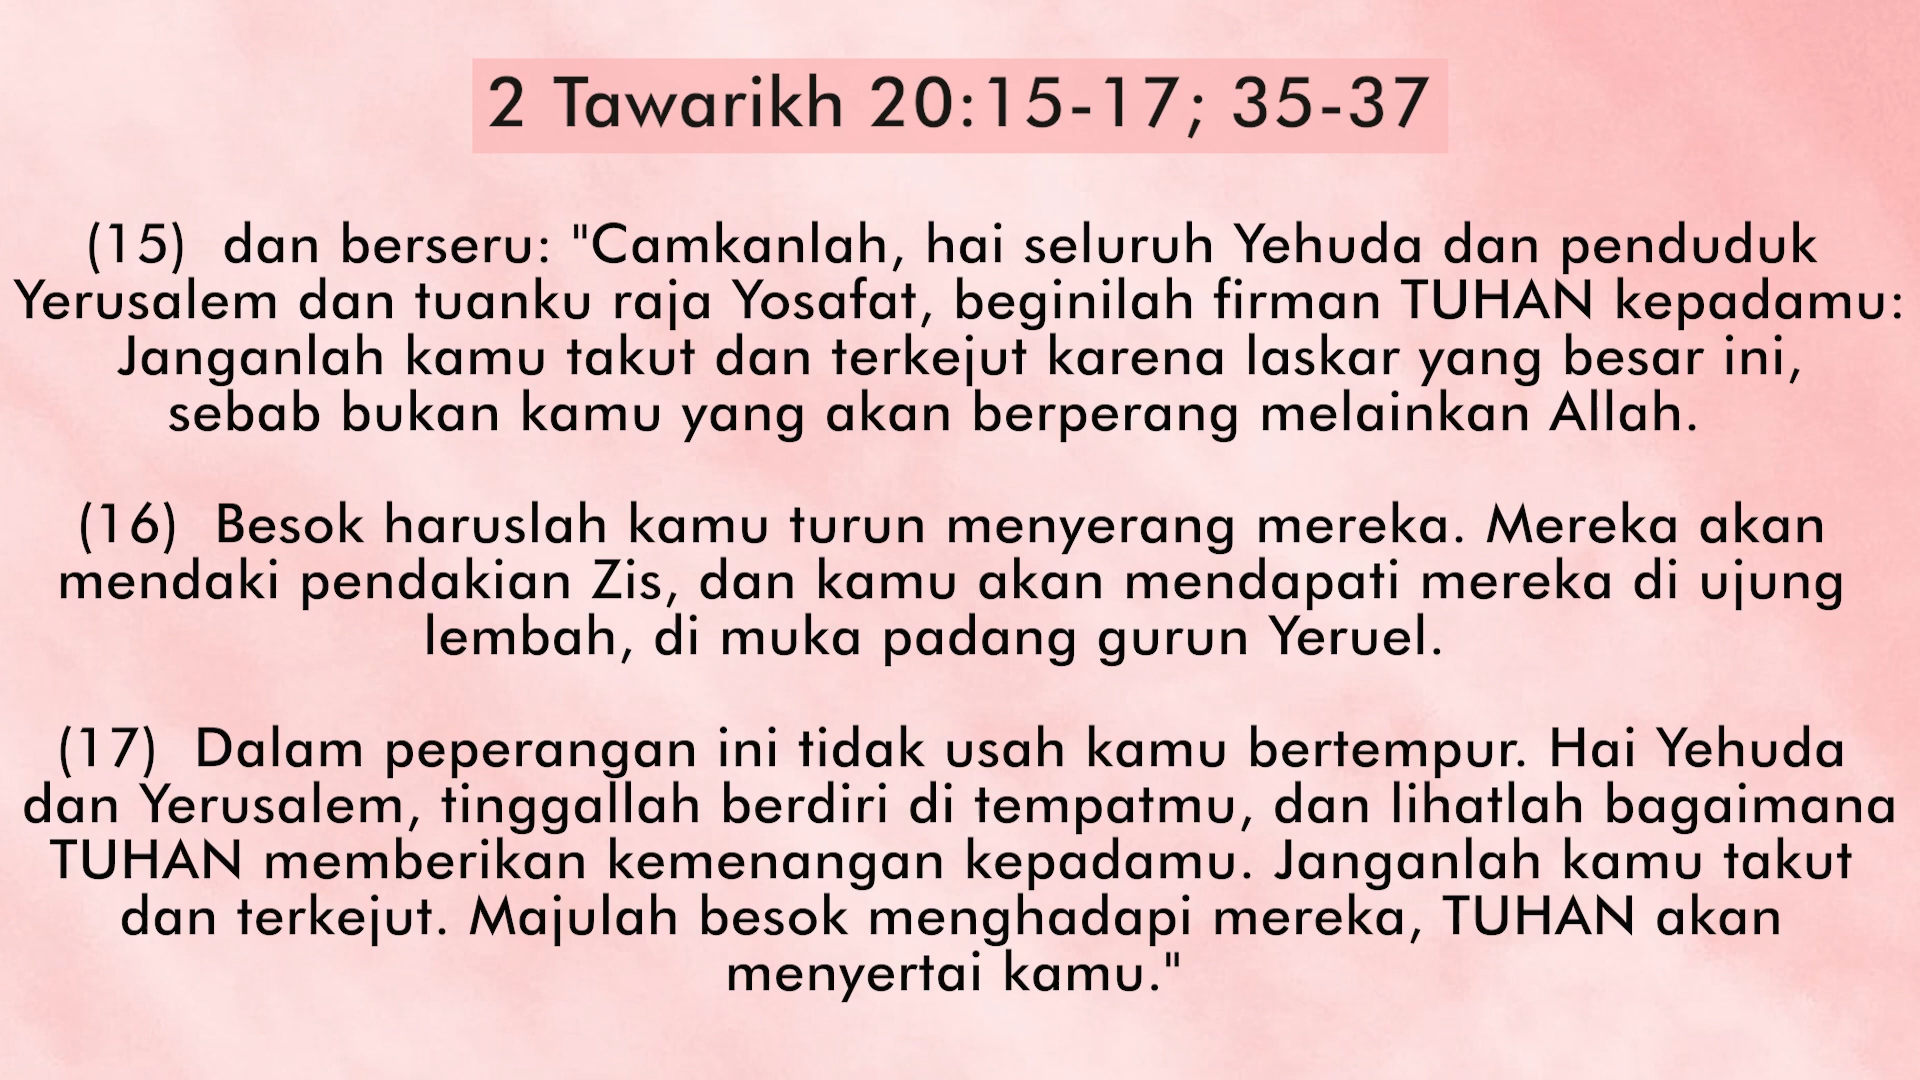 2 Tawarikh 20:15-17; 35-37
(15)  dan berseru: "Camkanlah, hai seluruh Yehuda dan penduduk
Yerusalem dan tuanku raja Yosafat, beginilah firman TUHAN kepadamu:
Janganlah kamu takut dan terkejut karena laskar yang besar ini,
sebab bukan kamu yang akan berperang melainkan Allah.
(16)  Besok haruslah kamu turun menyerang mereka. Mereka akan
mendaki pendakian Zis, dan kamu akan mendapati mereka di ujung
lembah, di muka padang gurun Yeruel.
(17)  Dalam peperangan ini tidak usah kamu bertempur. Hai Yehuda
dan Yerusalem, tinggallah berdiri di tempatmu, dan lihatlah bagaimana
TUHAN memberikan kemenangan kepadamu. Janganlah kamu takut
dan terkejut. Majulah besok menghadapi mereka, TUHAN akan
menyertai kamu."